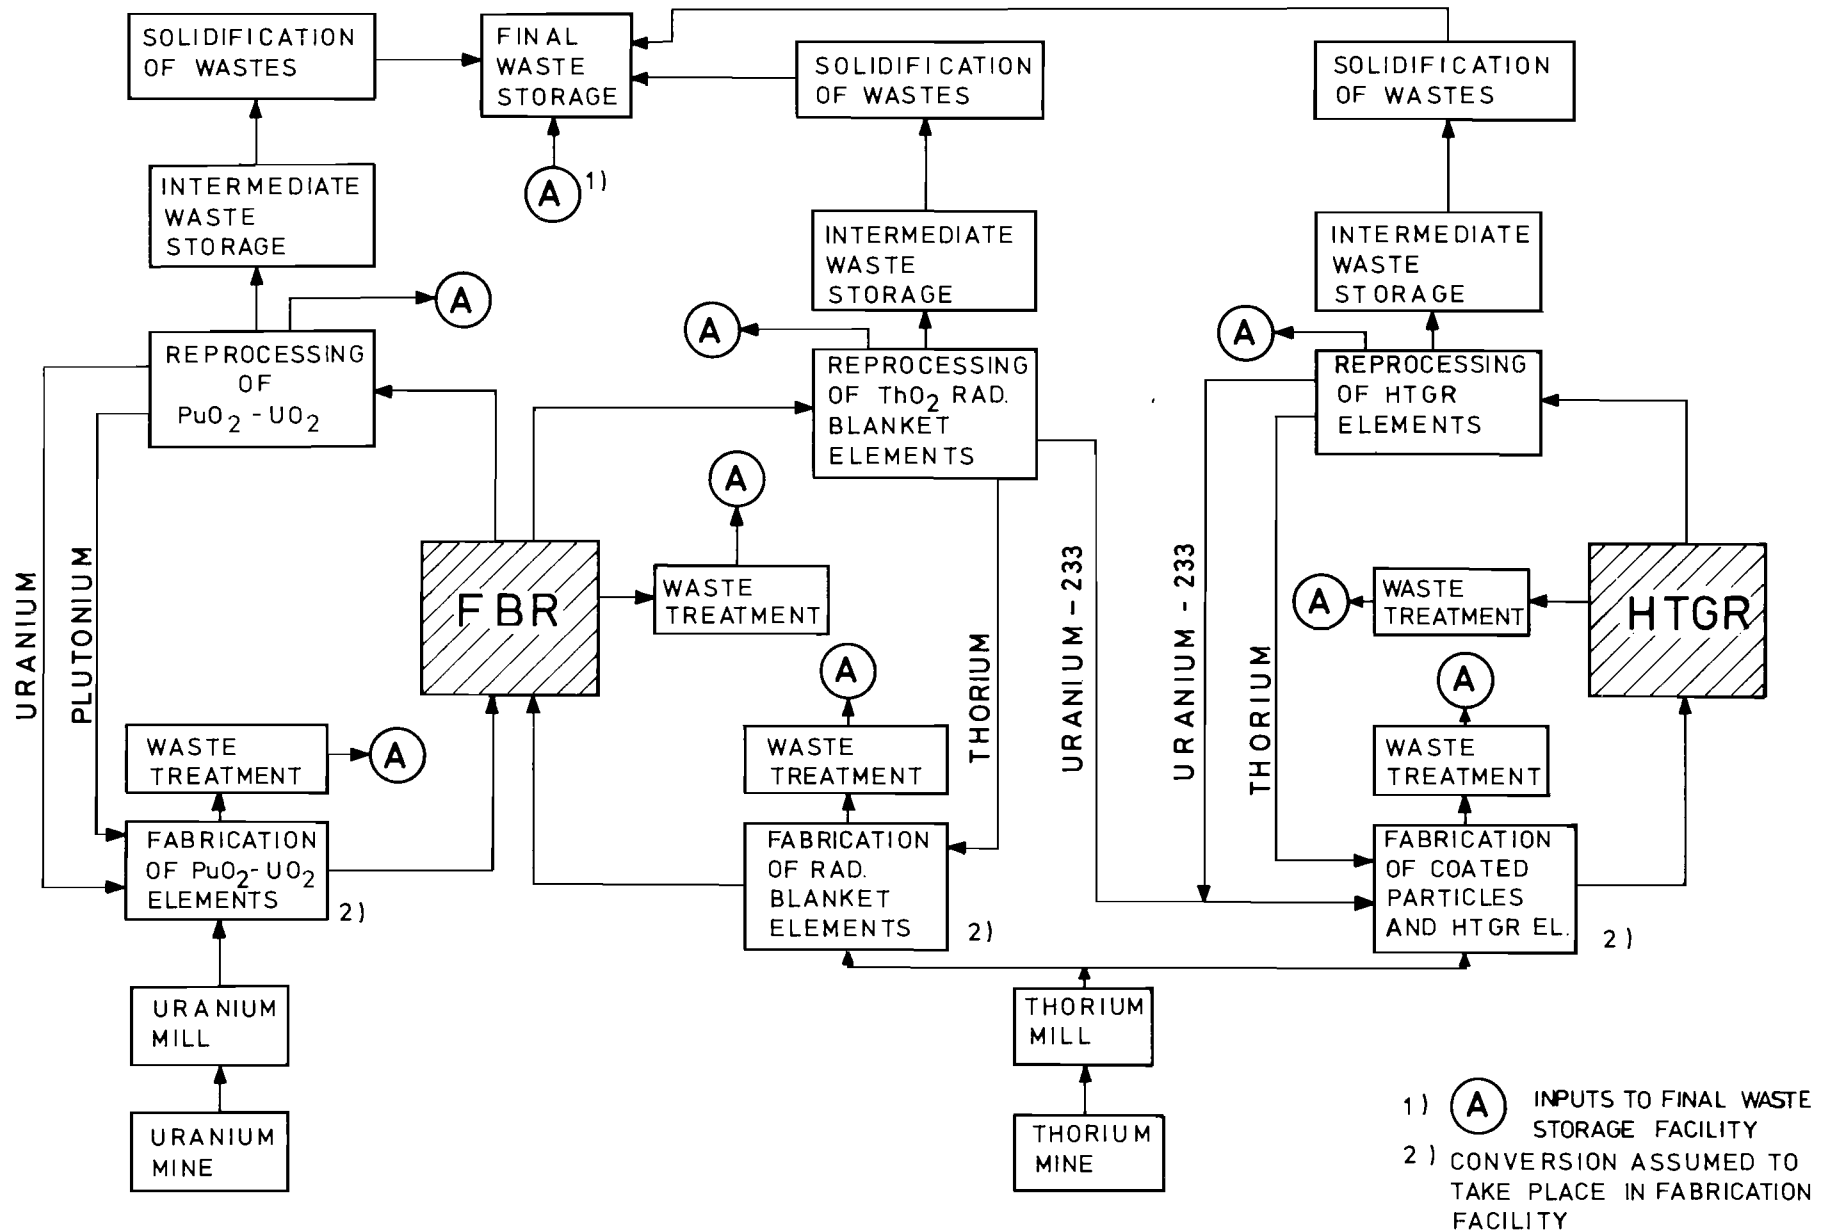 SOLIDIFICATION
OF WASTES
FINAL
WASTE
STORAGE
SOLIDIFICATION
OF WASTES
SOLIDIFICATION
OF WASTES
INTERMEDIATE
WASTE
STORAGE
A 1)
INTERMEDIATE
WASTE
STORAGE
INTERMEDIATE
WASTE
STORAGE
A
A
A
REPROCESSING
OF
PuO2-UO2
REPROCESSING
OF ThO2 RAD.
BLANKET
ELEMENTS
REPROCESSING
OF HTGR
ELEMENTS
A
URANIUM
PLUTONIUM
FBR
WASTE
TREATMENT
THORIUM
URANIUM-233
URANIUM-233
THORIUM
A
WASTE
TREATMENT
HTGR
A
A
WASTE
TREATMENT
A
WASTE
TREATMENT
WASTE
TREATMENT
FABRICATION
OF PuO2-UO2
ELEMENTS
2)
FABRICATION
OF RAD.
BLANKET
ELEMENTS
2)
FABRICATION
OF COATED
PARTICLES
AND HTGR EL.
2)
URANIUM
MILL
THORIUM
MILL
URANIUM
MINE
THORIUM
MINE
1) A INPUTS TO FINAL WASTE
STORAGE FACILITY
2) CONVERSION ASSUMED TO
TAKE PLACE IN FABRICATION
FACILITY